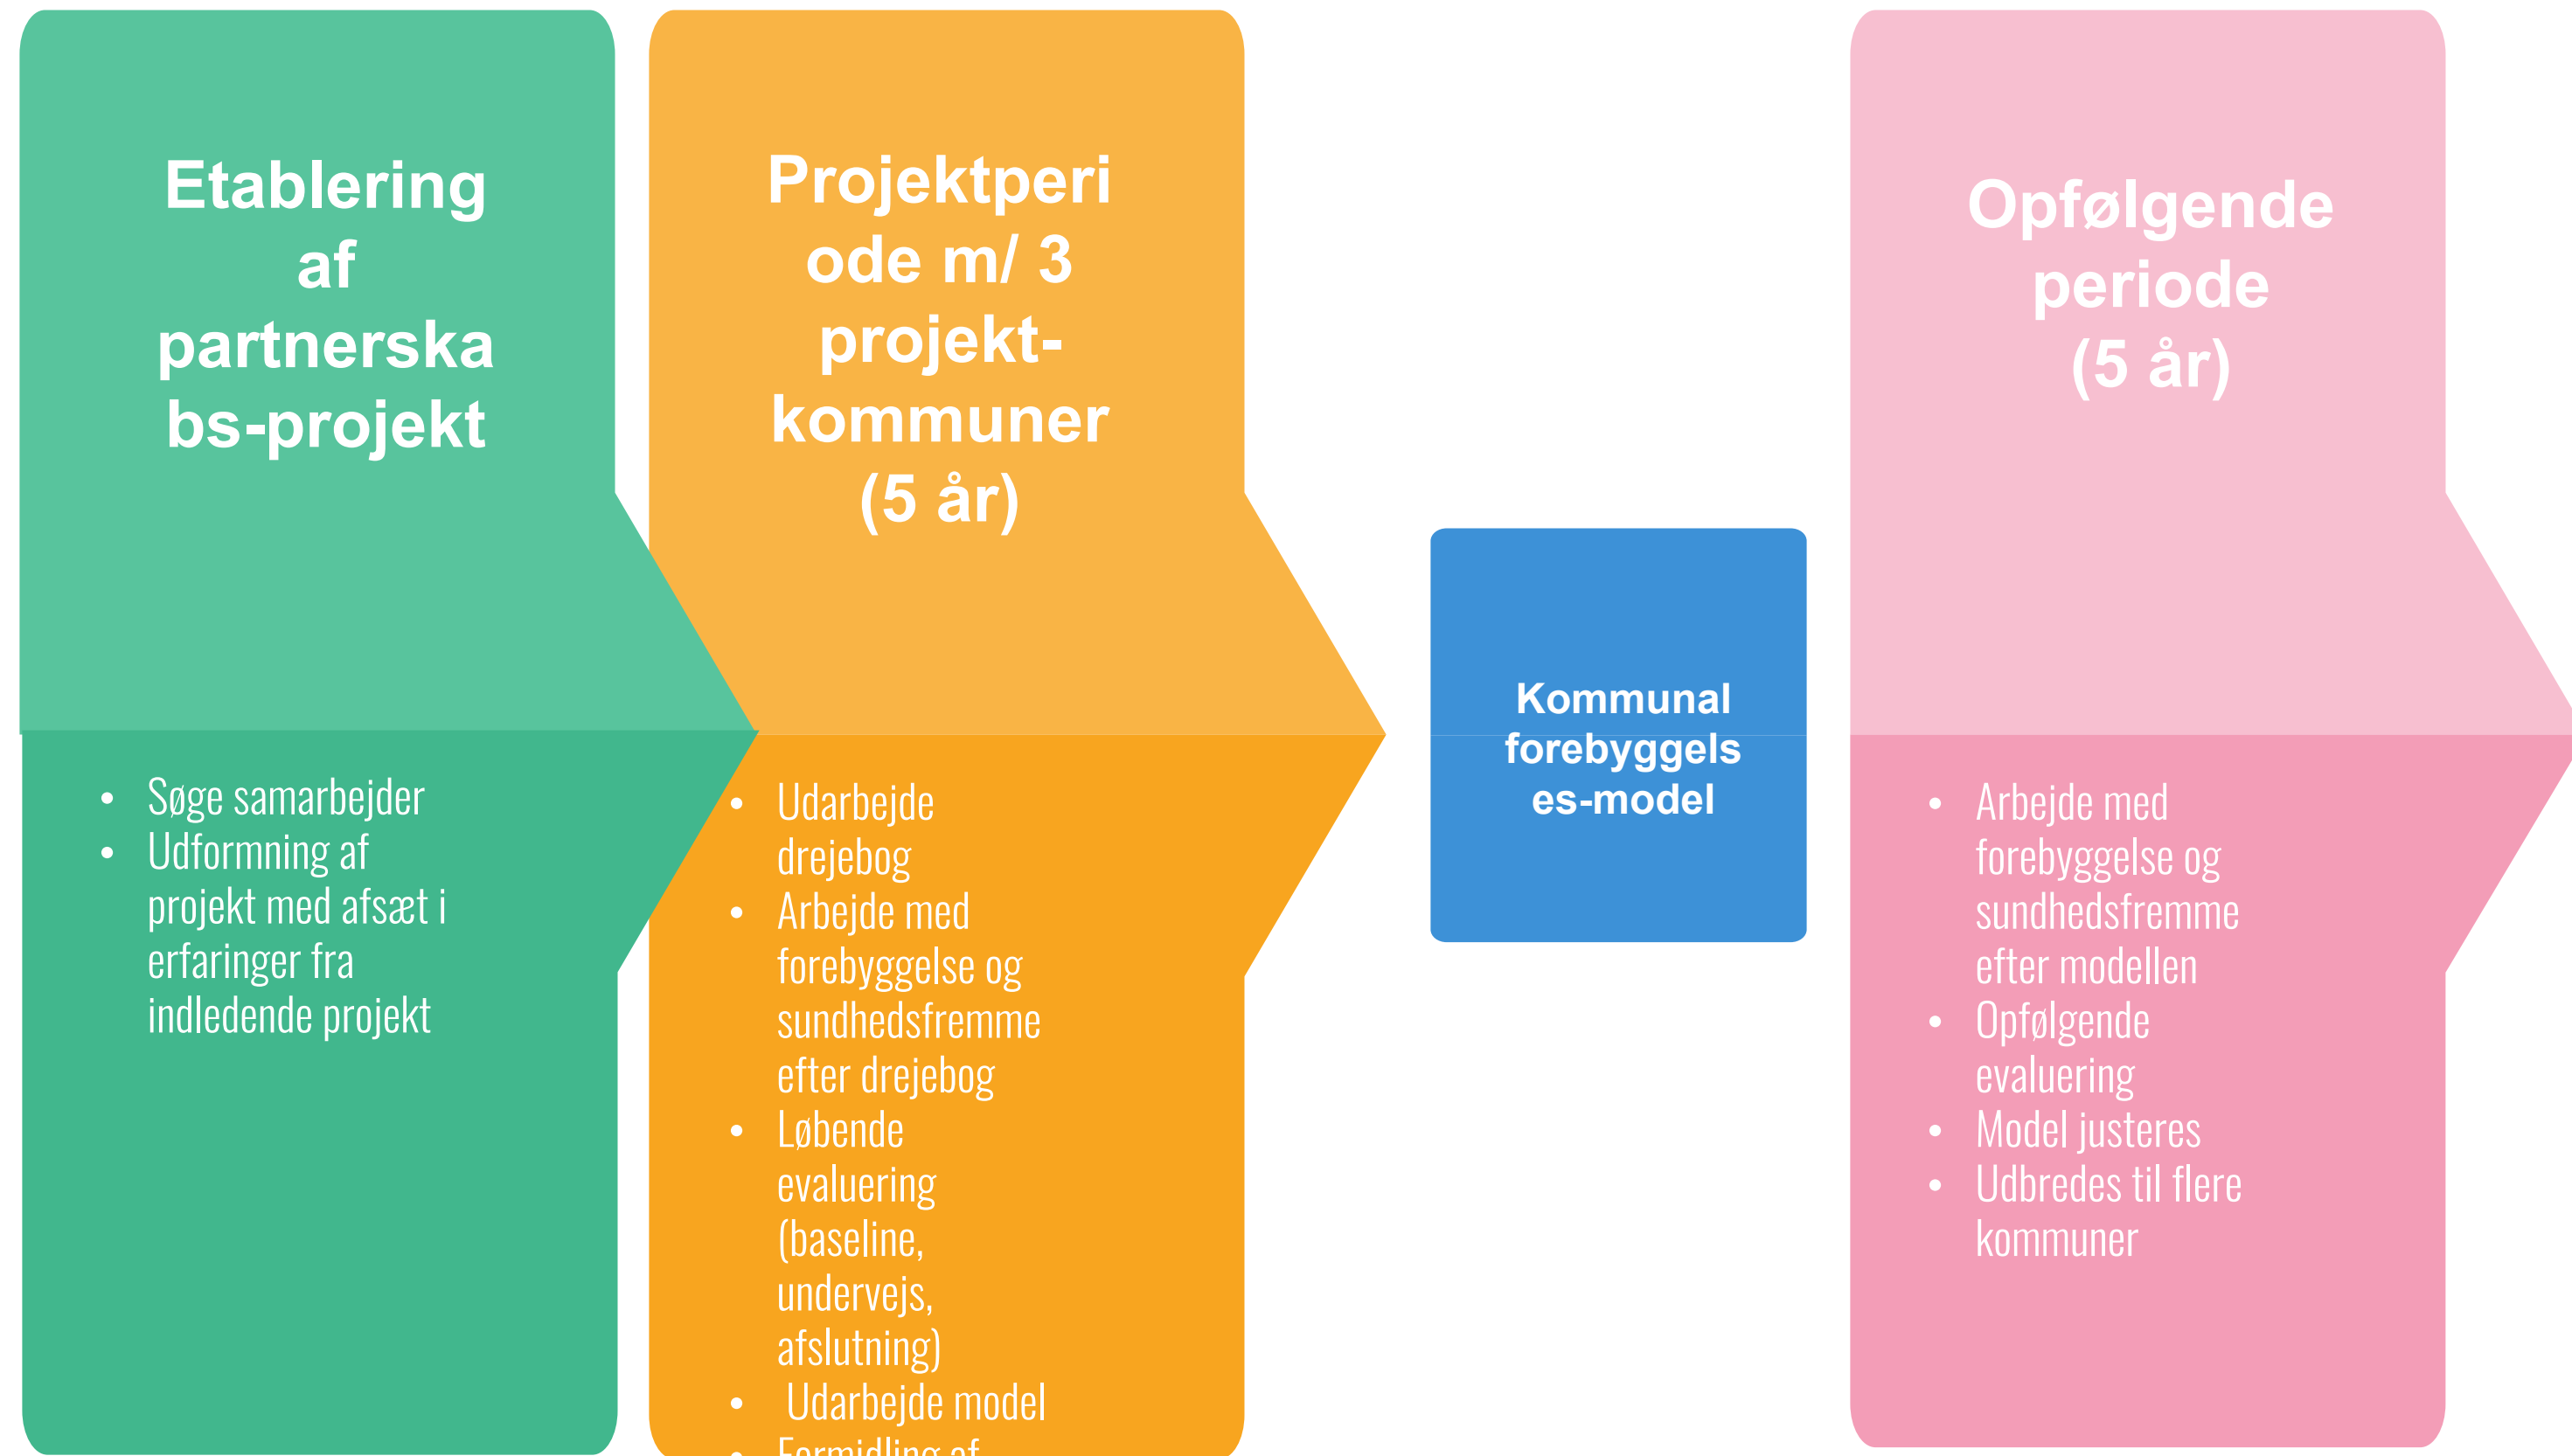 Etablering
af
partnerska
bs-projekt
• Søge samarbejder
• Udformning af
projekt med afsæt i
erfaringer fra
indledende projekt
Projektperi
ode m/ 3
projekt-
kommuner
(5 år)
• Udarbejde
drejebog
• Arbejde med
forebyggelse og
sundhedsfremme
efter drejebog
• Løbende
evaluering
(baseline,
undervejs,
afslutning)
• Udarbejde model
• Formidling af
Kommunal
forebyggels
es-model
Opfølgende
periode
(5 år)
• Arbejde med
forebyggelse og
sundhedsfremme
efter modellen
• Opfølgende
evaluering
• Model justeres
• Udbredes til flere
kommuner